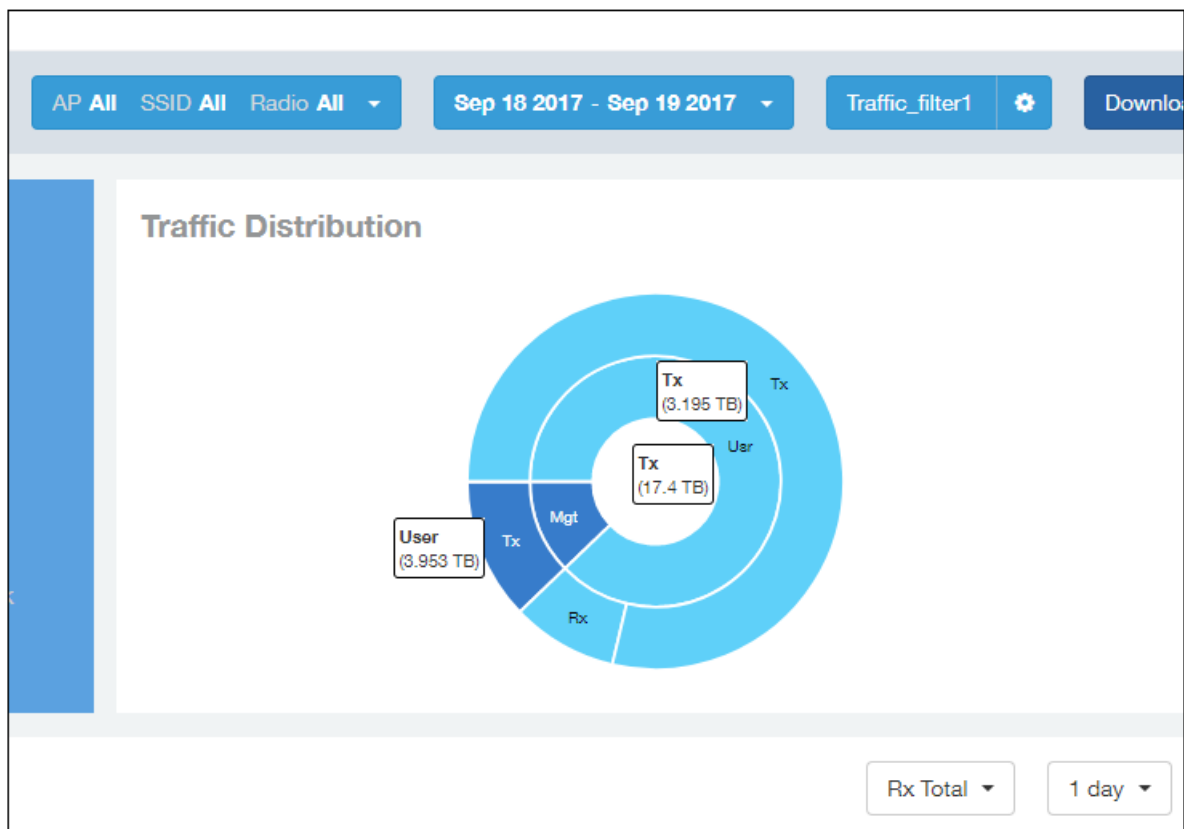 AP All SSID All Radio All
Sep 18 2017 - Sep 19 2017
Traffic_filter1
Downloa
Traffic Distribution
Tx
(3.195 TB)
Tx
Usr
Tx
(17.4 TB)
Mgt
User
(3.953 TB)
Tx
Rx
Rx Total
1 day